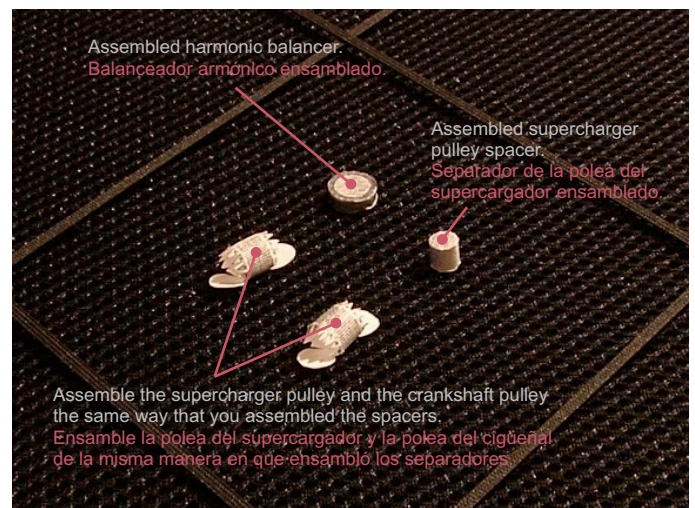 Assembled harmonic balancer.
Balanceador armónico ensamblado.
Assembled supercharger
pulley spacer.
Separador de la polea del
supercargador ensamblado.
Assemble the supercharger pulley and the crankshaft pulley
the same way that you assembled the spacers.
Ensamble la polea del supercargador y la polea del cigüeñal
de la misma manera en que ensambló los separadores.